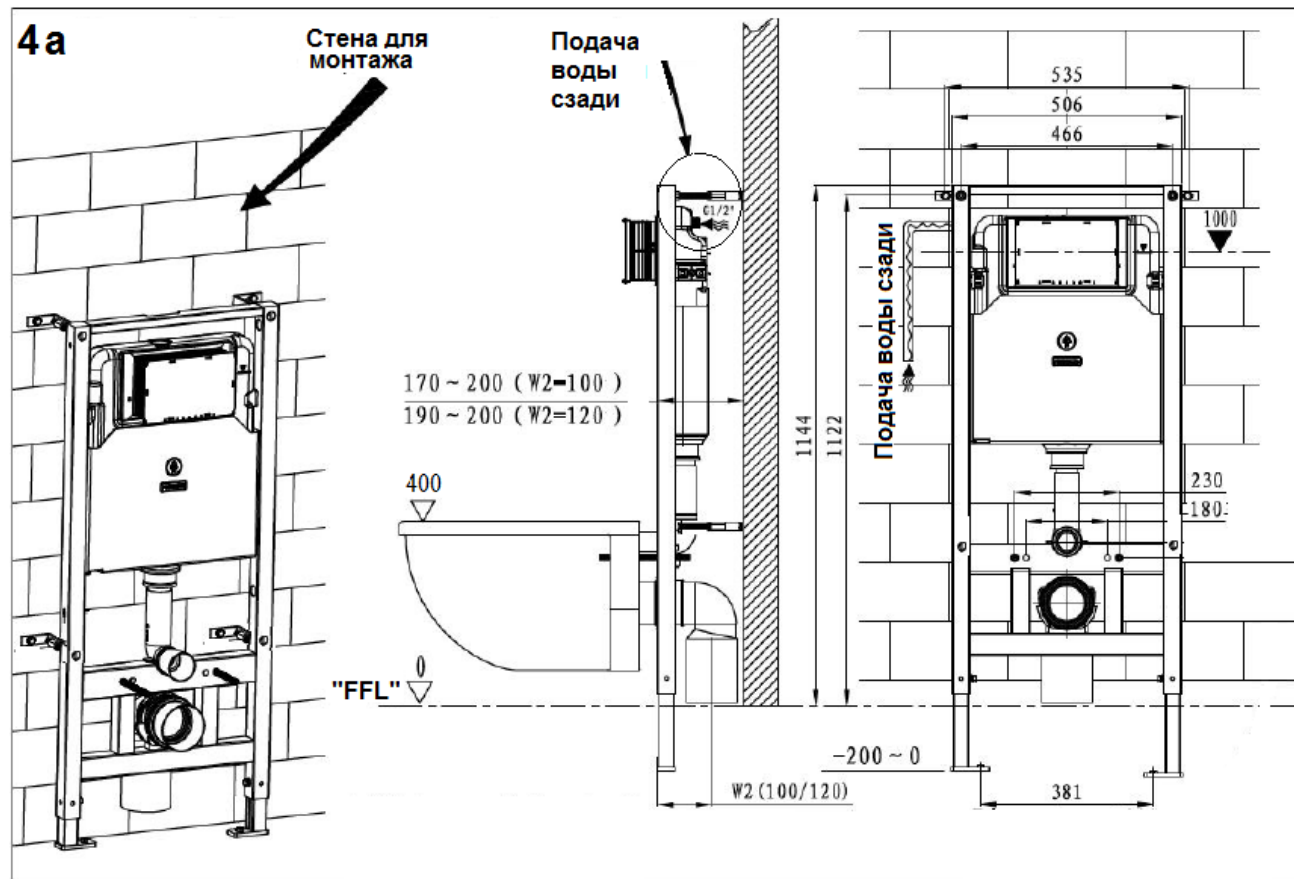 4a
Стена для
монтажа
Подача
воды
сзади
G1/2"
170 ~ 200 ( W2=100 )
190 ~ 200 ( W2=120 )
400
0
"FFL"
W2 (100/120)
535
506
466
1000
Подача воды сзади
1144
1122
230
180
-200 ~ 0
381